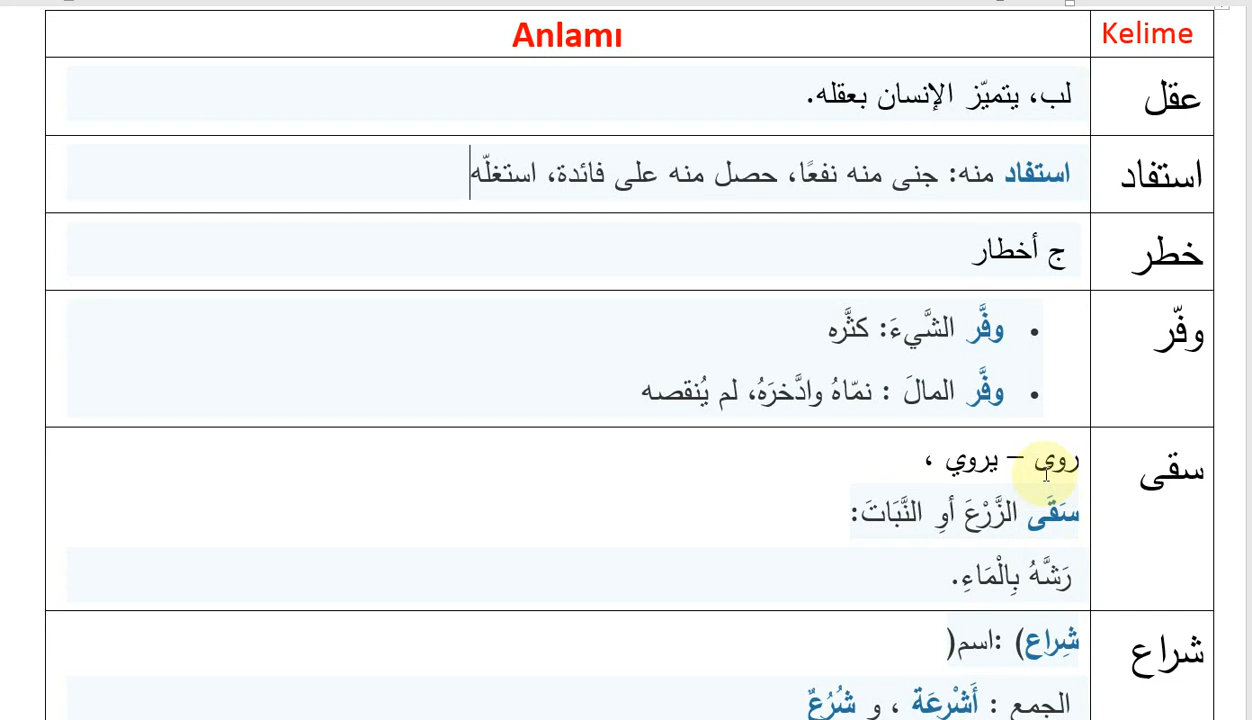 Kelime Anlamı
عقل لب، يتميّز الإنسان بعقله.
استفاد استفاد منه: جنى منه نفعًا، حصل منه على فائدة، استغلّه
خطر ج أخطار
وفّر • وفَّر الشَّيءَ: كثَّره
• وفَّر المالَ : نمّاهُ وادَّخرَهُ، لم يُنقصه
سقى روي – يروي ،
سَقَى الزَّرْعَ أوِ النَّبَاتَ:
رَشَّهُ بِالْمَاءِ.
شراع شِراع) :اسم(
الجمع : أَشْرِعَة ، و شُرُعٌ